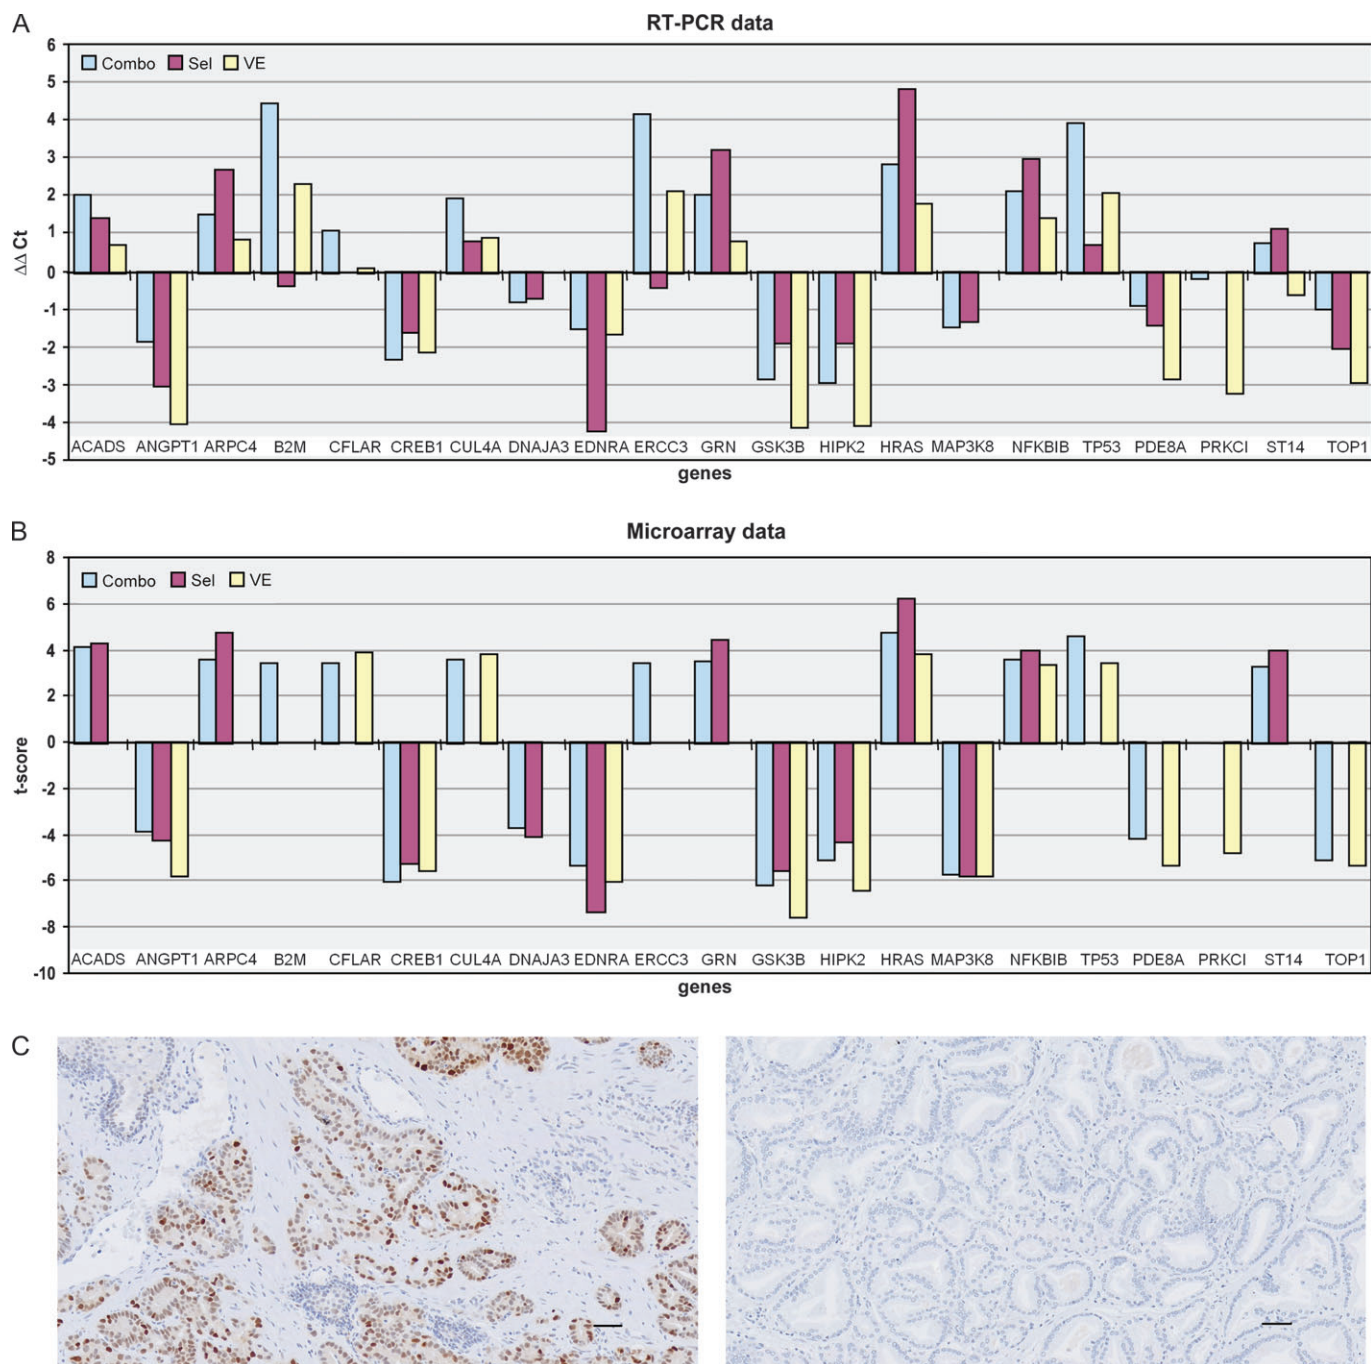 A
RT-PCR data
Combo Sel VE
6
5
4
3
2
1
0
-1
-2
-3
-4
-5
ΔΔ Ct
ACADS ANGPT1 ARPC4 B2M CFLAR CREB1 CUL4A DNAJA3 EDNRA ERCC3 GRN GSK3B HIPK2 HRAS MAP3K8 NFKBIB TP53 PDE8A PRKCI ST14 TOP1
genes
B
Microarray data
Combo Sel VE
8
6
4
2
0
-2
-4
-6
-8
-10
t-score
ACADS ANGPT1 ARPC4 B2M CFLAR CREB1 CUL4A DNAJA3 EDNRA ERCC3 GRN GSK3B HIPK2 HRAS MAP3K8 NFKBIB TP53 PDE8A PRKCI ST14 TOP1
genes
C